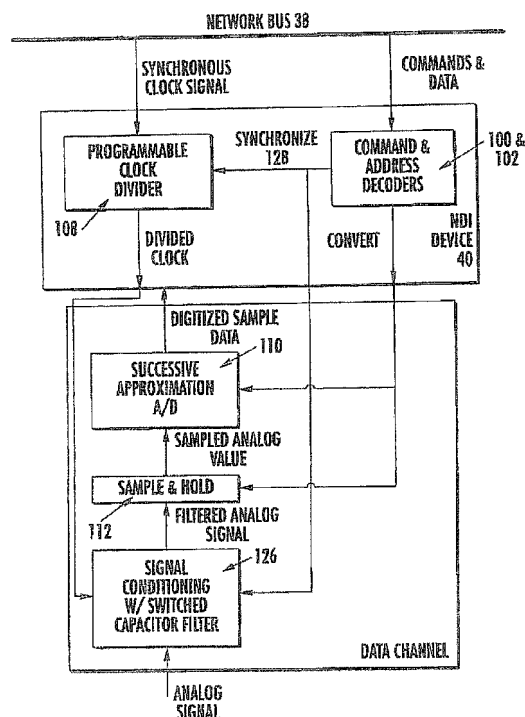 NETWORK BUS 38
SYNCHRONOUS
CLOCK SIGNAL
COMMANDS &
DATA
PROGRAMMABLE
CLOCK
DIVIDER
108
SYNCHRONIZE
128
COMMAND &
ADDRESS
DECODERS
100 &
102
DIVIDED
CLOCK
CONVERT
NDI
DEVICE
40
DIGITIZED SAMPLE
DATA
110
SUCCESSIVE
APPROXIMATION
A/D
SAMPLED ANALOG
VALUE
SAMPLE & HOLD
112
FILTERED ANALOG
SIGNAL
126
SIGNAL
CONDITIONING
W/ SWITCHED
CAPACITOR FILTER
DATA CHANNEL
ANALOG
SIGNAL